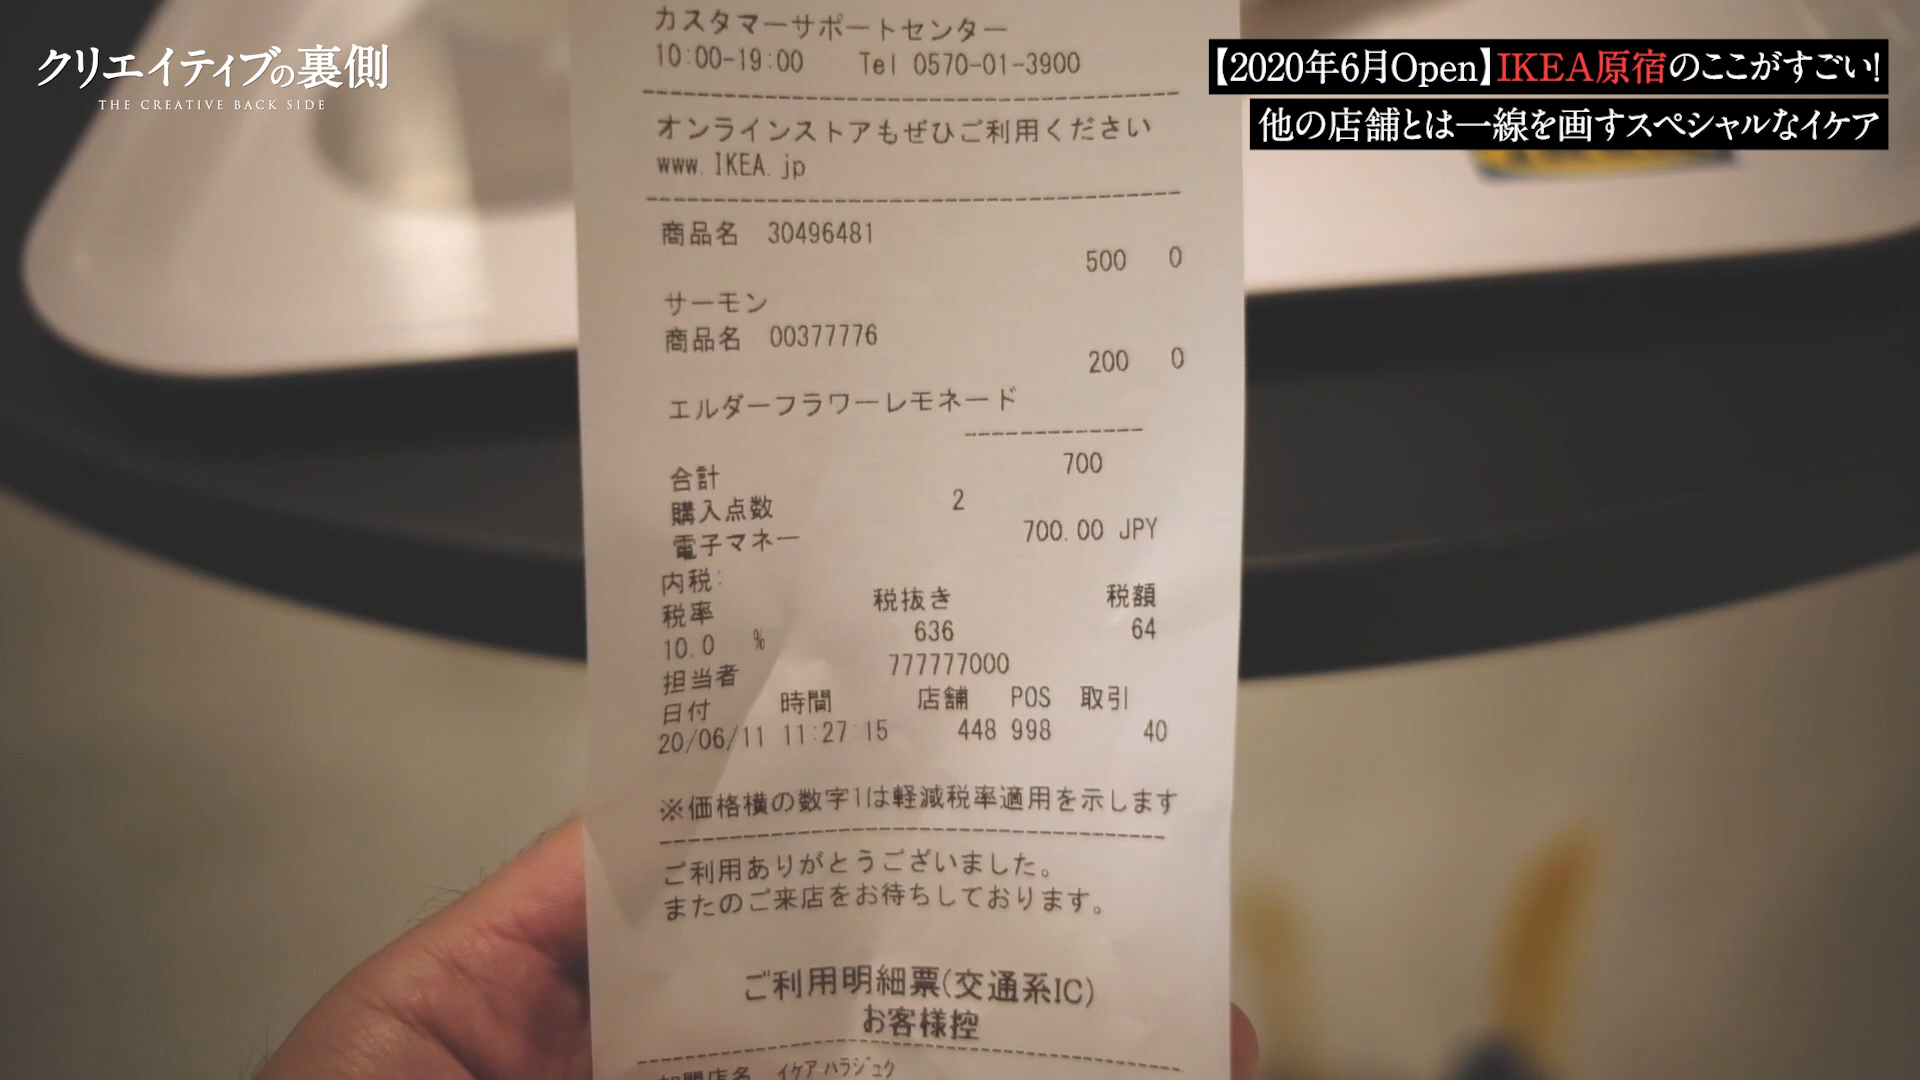 クリエイティブの裏側
THE CREATIVE BACK SIDE
【2020年6月Open】IKEA原宿のここがすごい!
他の店舗とは一線を画すスペシャルなイケア
カスタマーサポートセンター
10:00-19:00 Tel 0570-01-3900
オンラインストアもぜひご利用ください
www.IKEA.jp
商品名 30496481
500 0
サーモン
商品名 00377776
200 0
エルダーフラワーレモネード
合計 700
購入点数 2
電子マネー 700.00 JPY
内税:
税率 税抜き 税額
10.0 % 636 64
担当者 777777000
日付 時間 店舗 POS 取引
20/06/11 11:27:15 448 998 40
※価格横の数字1は軽減税率適用を示します
ご利用ありがとうございました。
またのご来店をお待ちしております。
ご利用明細票(交通系IC)
お客様控
加盟店名 イケアハラジュク